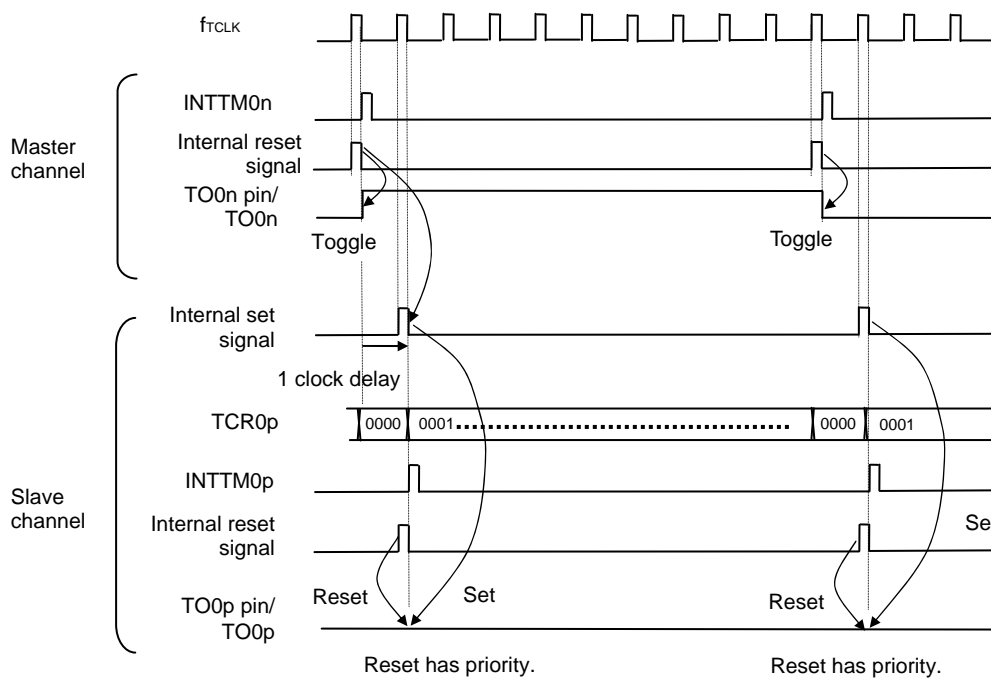 fTCLK
INTTM0n
Master
channel
Internal reset
signal
TO0n pin/
TO0n
Toggle
Toggle
Internal set
signal
1 clock delay
TCR0p
0000
0001
0000
0001
Slave
channel
INTTM0p
Internal reset
signal
Se
Reset
Set
Reset
TO0p pin/
TO0p
Reset has priority.
Reset has priority.